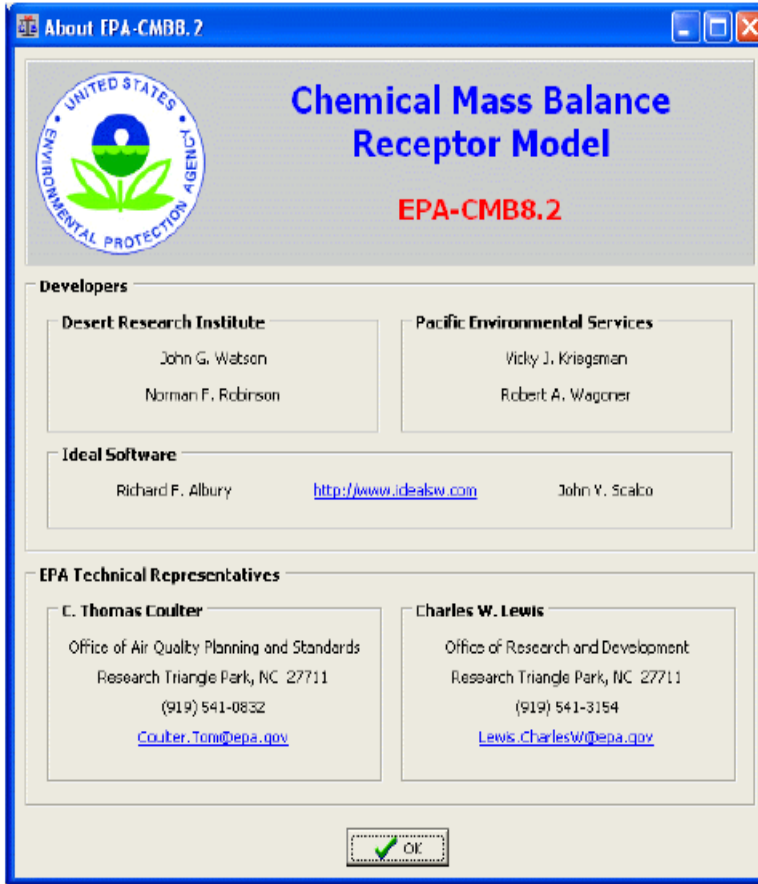 About EPA-CMB8.2
UNITED STATES
ENVIRONMENTAL PROTECTION AGENCY
Chemical Mass Balance
Receptor Model
EPA-CMB8.2
Developers
Desert Research Institute
John G. Watson
Norman F. Robinson
Pacific Environmental Services
Vicky J. Kriegsman
Robert A. Wagoner
Ideal Software
Richard F. Albury
http://www.idealsw.com
John V. Scalco
EPA Technical Representatives
C. Thomas Coulter
Office of Air Quality Planning and Standards
Research Triangle Park, NC 27711
(919) 541-0832
Coulter.Tom@epa.gov
Charles W. Lewis
Office of Research and Development
Research Triangle Park, NC 27711
(919) 541-3154
Lewis.CharlesW@epa.gov
OK